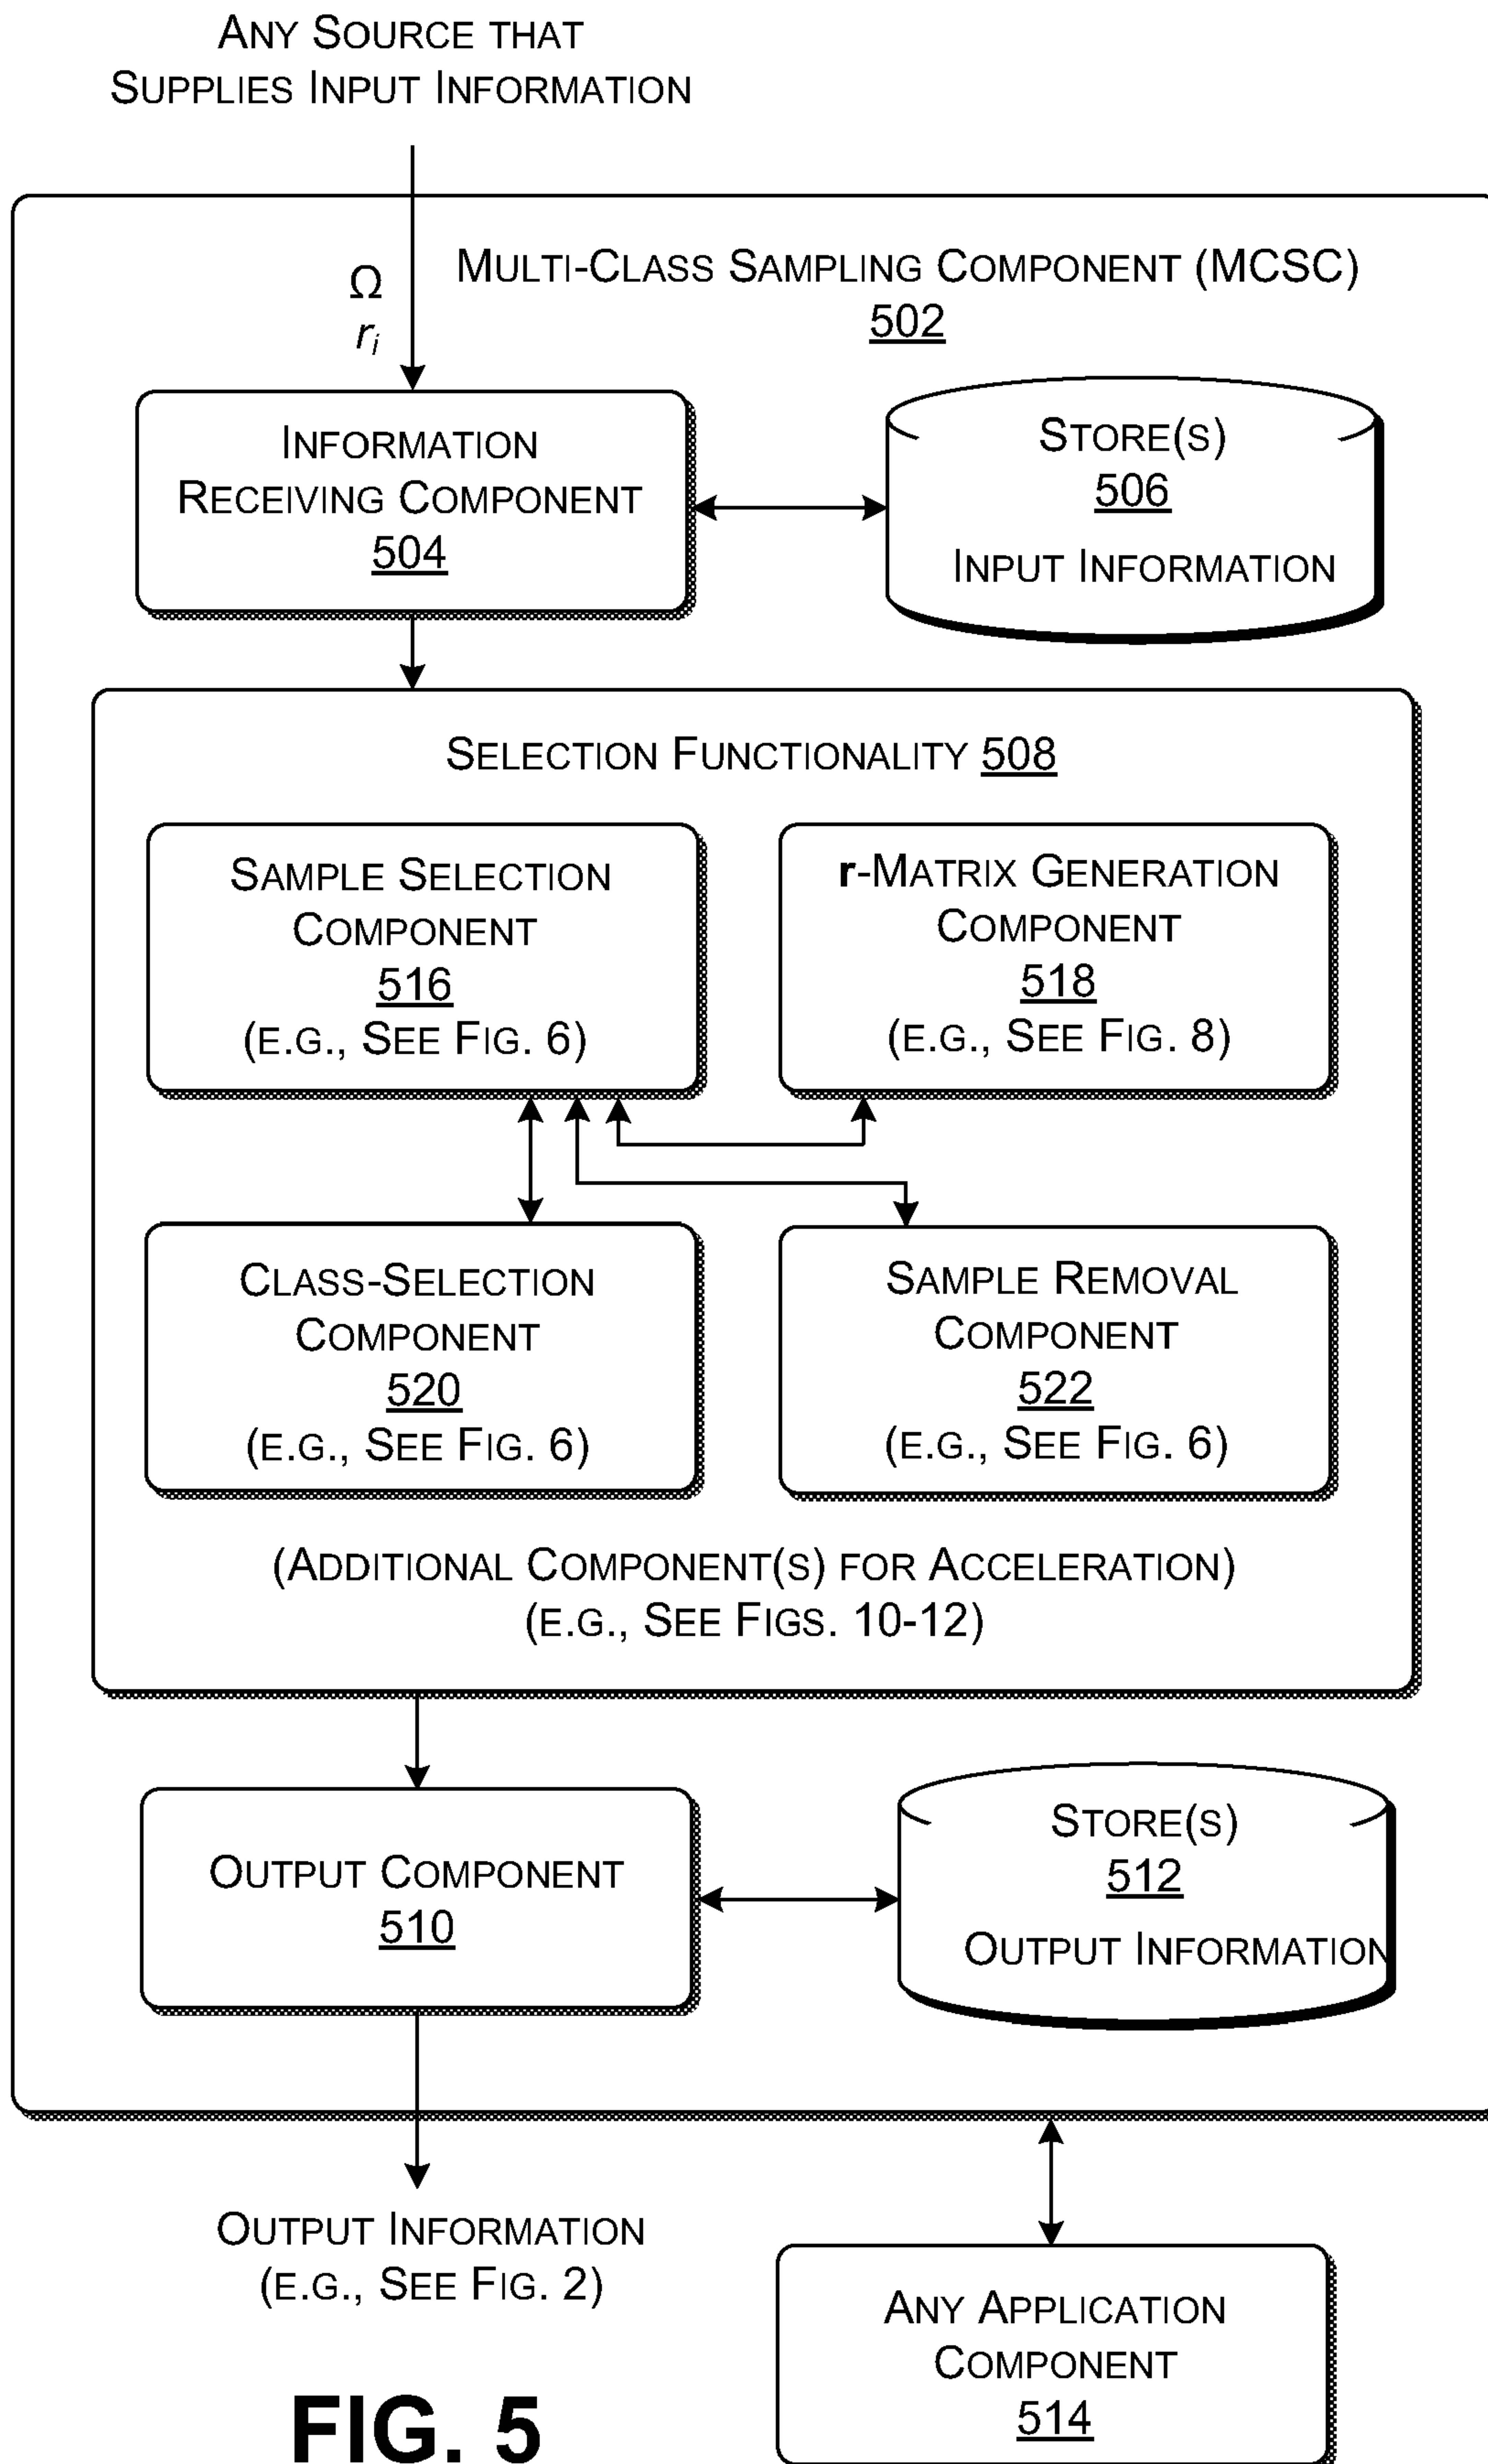 ANY SOURCE THAT
SUPPLIES INPUT INFORMATION
Ω
r_i
MULTI-CLASS SAMPLING COMPONENT (MCSC)
502
INFORMATION
RECEIVING COMPONENT
504
STORE(S)
506
INPUT INFORMATION
SELECTION FUNCTIONALITY 508
SAMPLE SELECTION
COMPONENT
516
(E.G., SEE FIG. 6)
r-MATRIX GENERATION
COMPONENT
518
(E.G., SEE FIG. 8)
CLASS-SELECTION
COMPONENT
520
(E.G., SEE FIG. 6)
SAMPLE REMOVAL
COMPONENT
522
(E.G., SEE FIG. 6)
(ADDITIONAL COMPONENT(S) FOR ACCELERATION)
(E.G., SEE FIGS. 10-12)
OUTPUT COMPONENT
510
STORE(S)
512
OUTPUT INFORMATION
OUTPUT INFORMATION
(E.G., SEE FIG. 2)
ANY APPLICATION
COMPONENT
514
FIG. 5